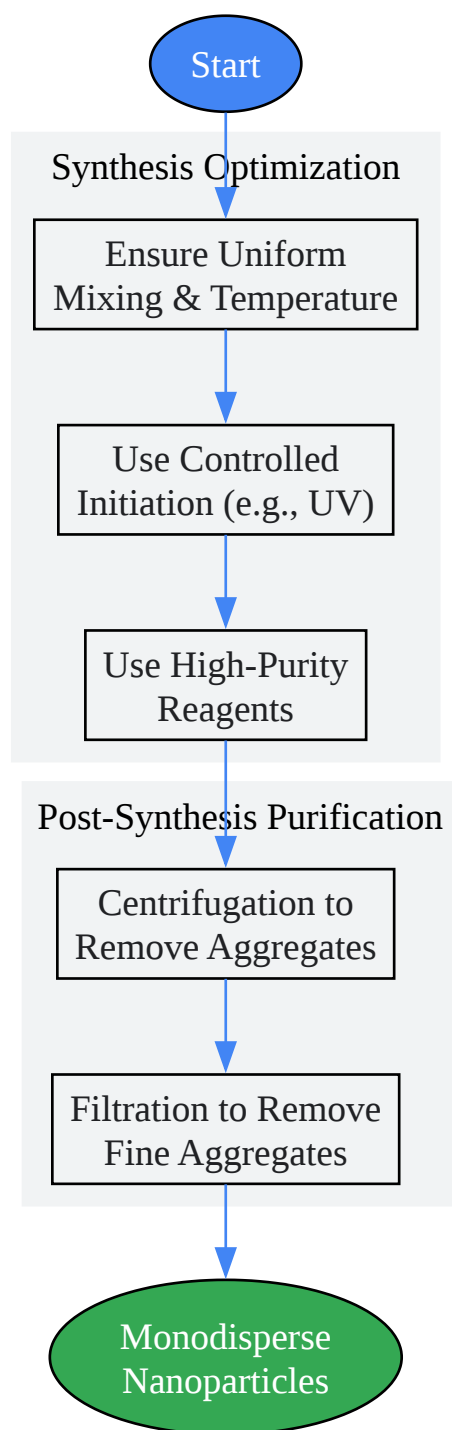 Start
Synthesis Optimization
Ensure Uniform
Mixing & Temperature
Use Controlled
Initiation (e.g., UV)
Use High-Purity
Reagents
Post-Synthesis Purification
Centrifugation to
Remove Aggregates
Filtration to Remove
Fine Aggregates
Monodisperse
Nanoparticles